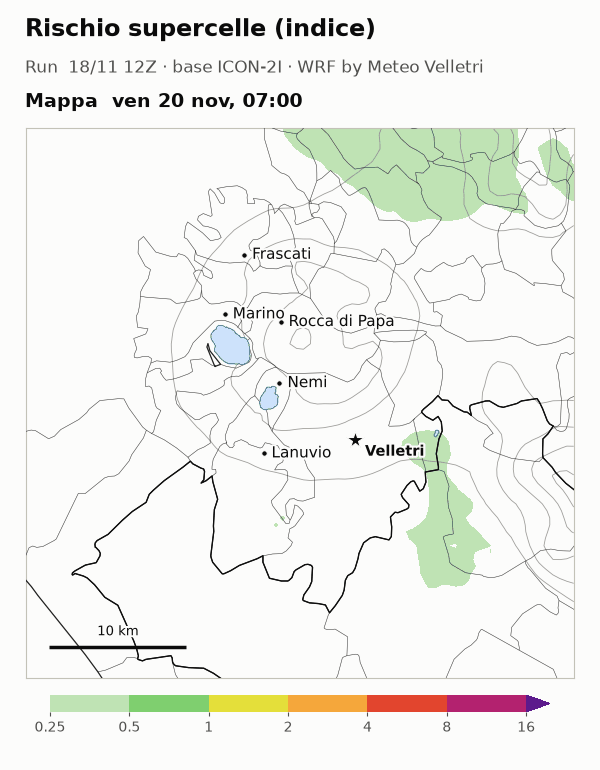 Rischio supercelle (indice)
Run  18/11 12Z · base ICON-2I · WRF by Meteo Velletri
Mappa  ven 20 nov, 07:00
Frascati
Marino
Rocca di Papa
Nemi
Velletri
Lanuvio
10 km
0.25 0.5 1 2 4 8 16